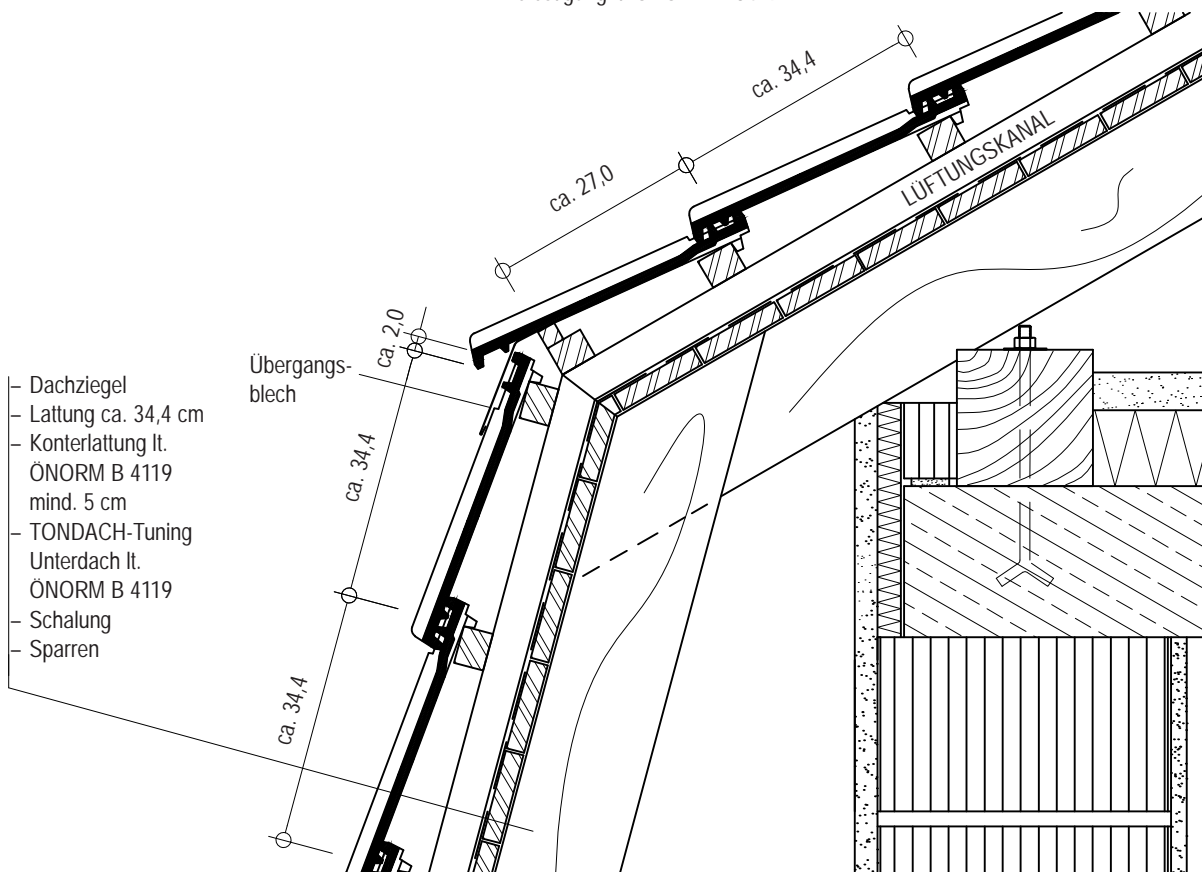 ca. 34,4
ca. 27,0
LÜFTUNGSKANAL
ca. 2,0
Übergangs-
blech
– Dachziegel
– Lattung ca. 34,4 cm
– Konterlattung lt.
ÖNORM B 4119
mind. 5 cm
– TONDACH-Tuning
Unterdach lt.
ÖNORM B 4119
– Schalung
– Sparren
ca. 34,4
ca. 34,4